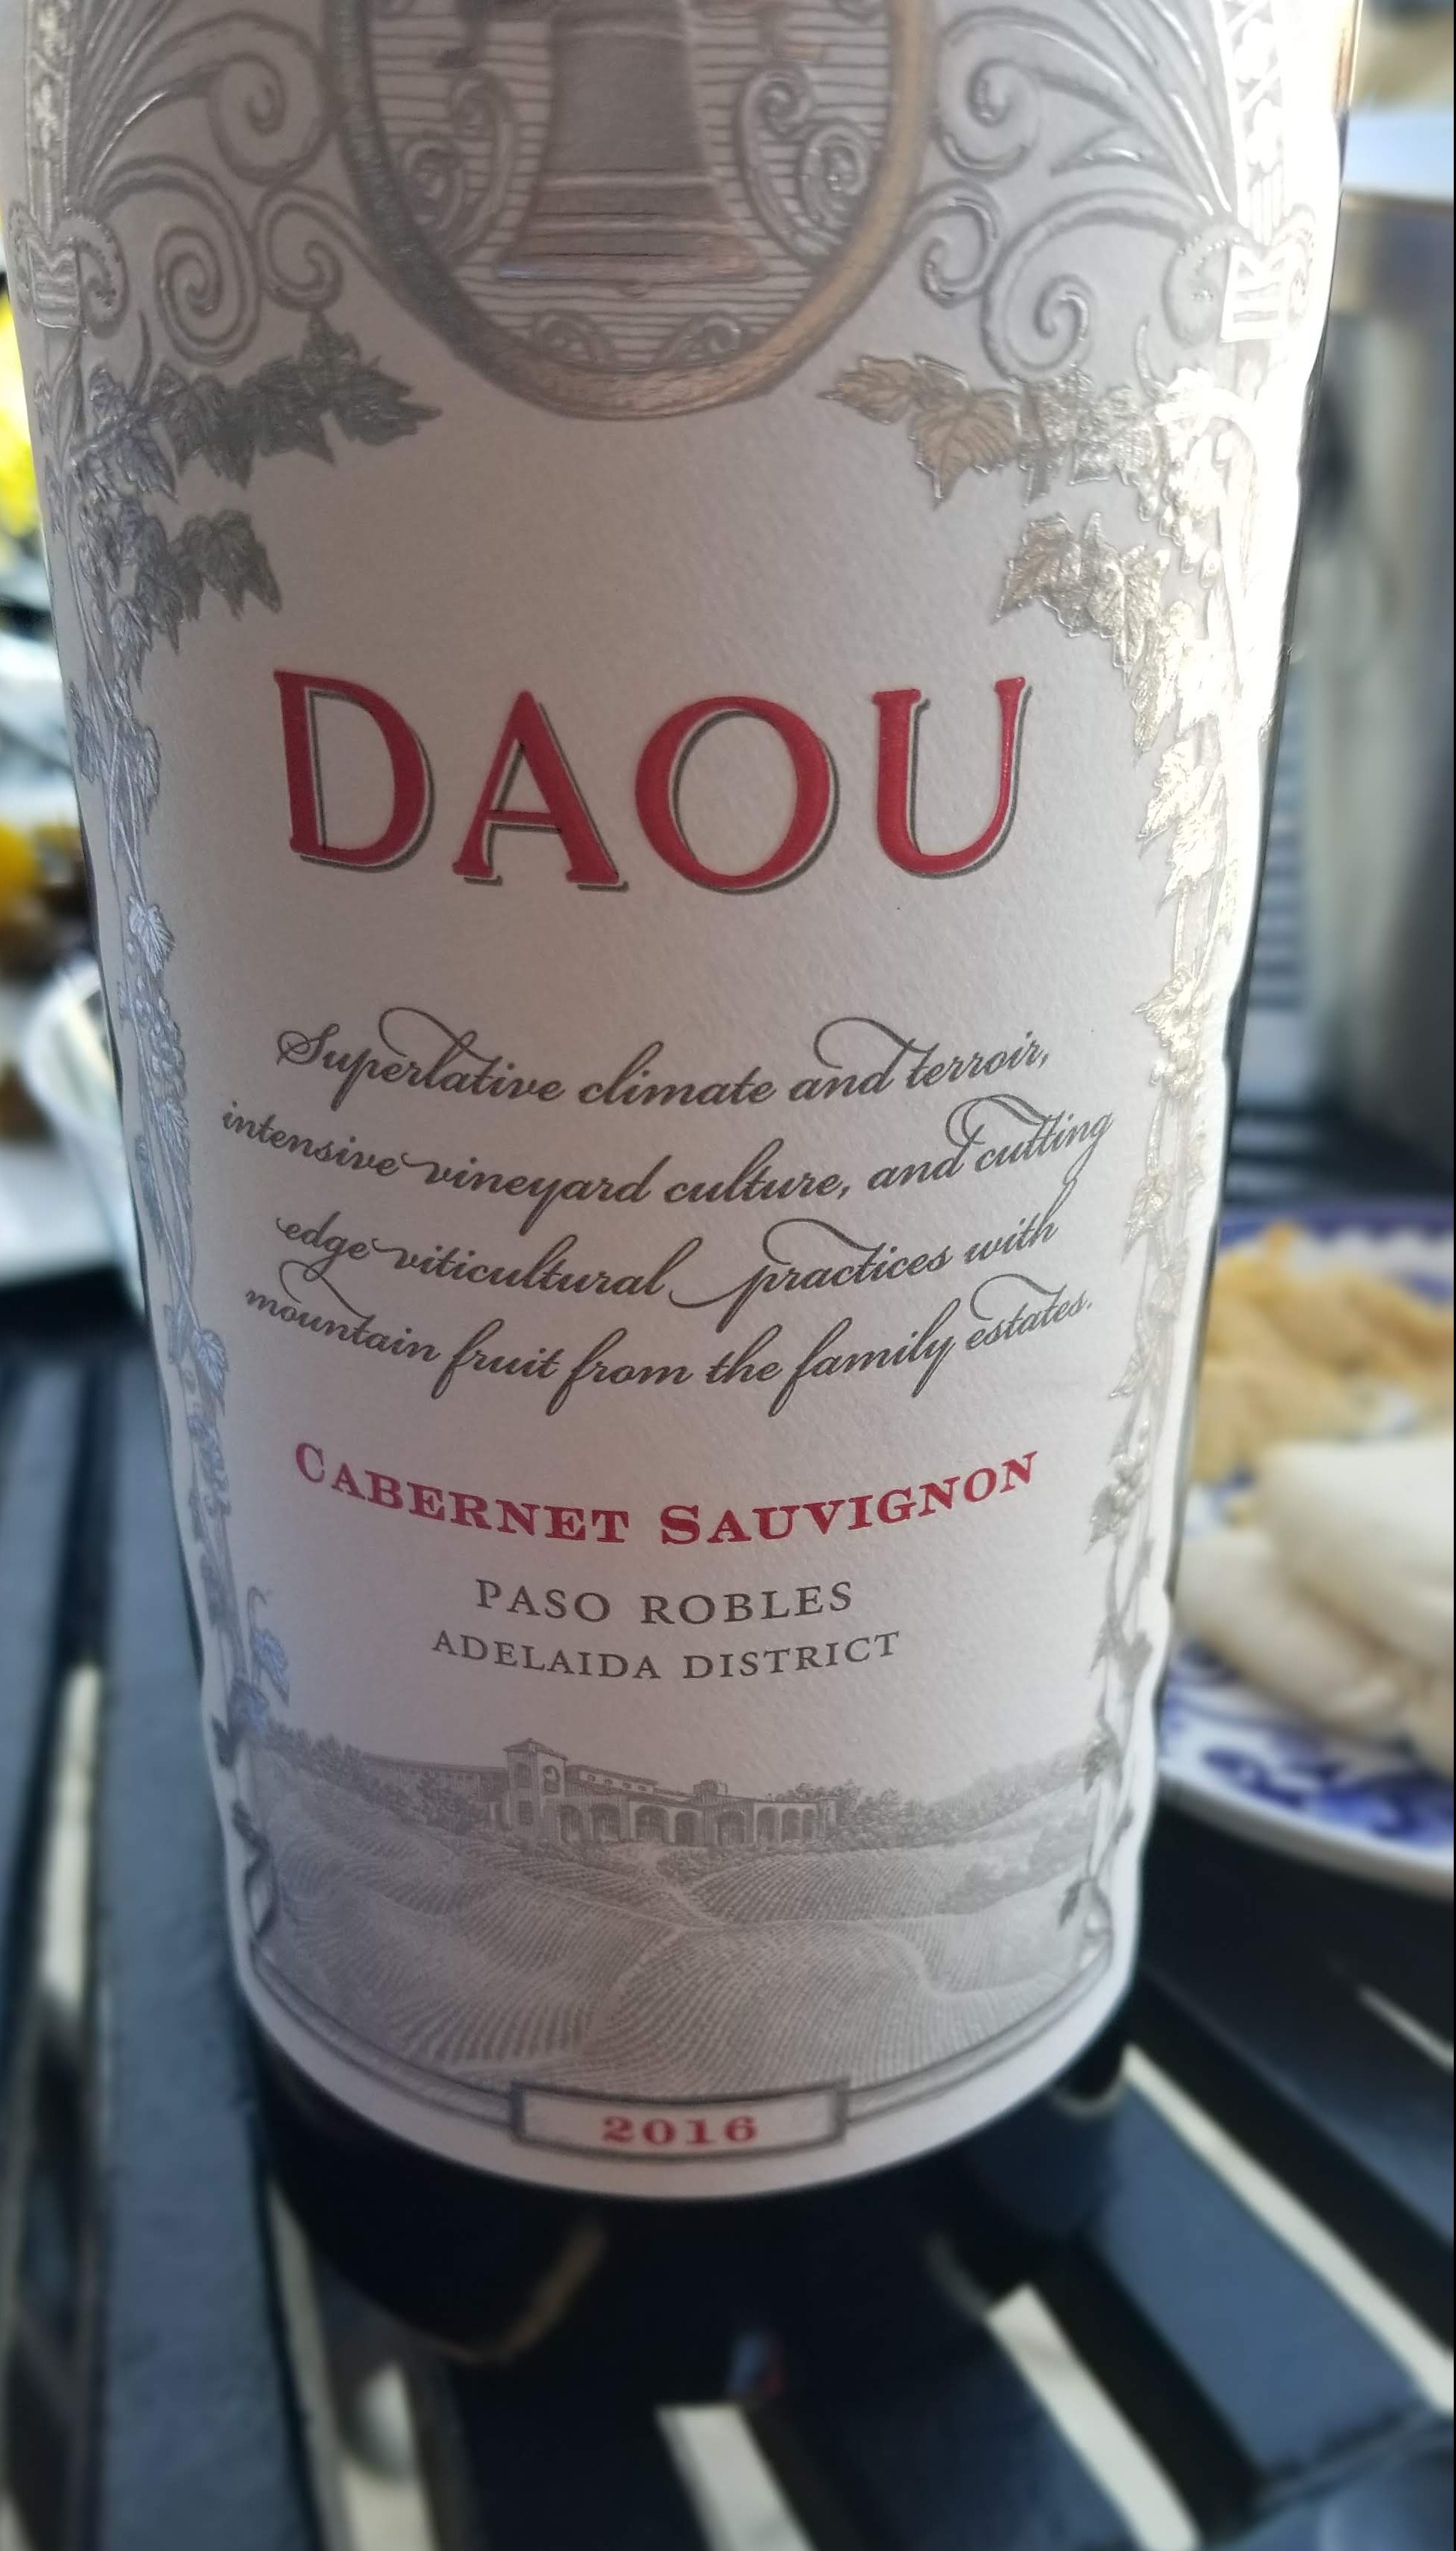 DAOU
Superlative climate and terroir,
intensive vineyard culture, and cutting
edge viticultural practices with
mountain fruit from the family estates.
CABERNET SAUVIGNON
PASO ROBLES
ADELAIDA DISTRICT
2016